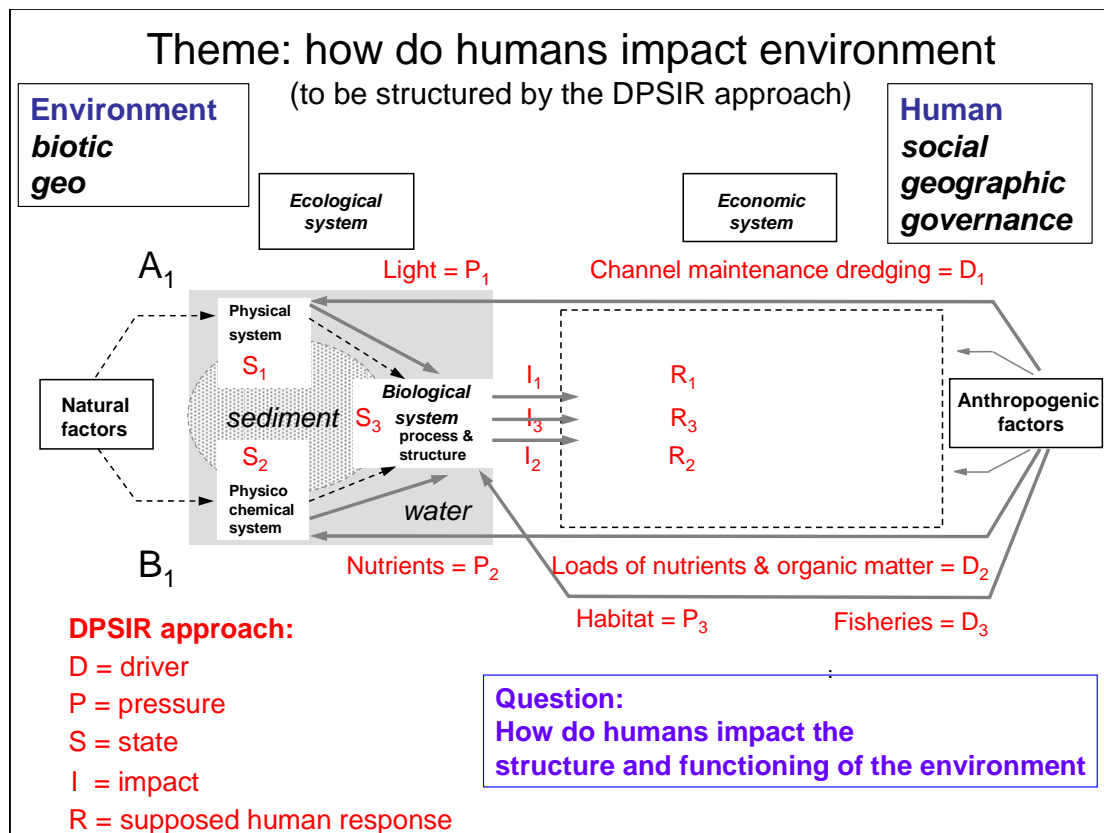 Theme: how do humans impact environment
(to be structured by the DPSIR approach)
Environment
biotic
geo
Human
social
geographic
governance
Ecological
system
Economic
system
A1
Light = P1
Channel maintenance dredging = D1
Physical
system
S1
Natural
factors
sediment
S3
Biological
system
process &
structure
I1
I3
I2
R1
R3
R2
Anthropogenic
factors
S2
Physico
chemical
system
water
B1
Nutrients = P2
Loads of nutrients & organic matter = D2
Habitat = P3
Fisheries = D3
DPSIR approach:
D = driver
P = pressure
S = state
I = impact
R = supposed human response
:
Question:
How do humans impact the
structure and functioning of the environment